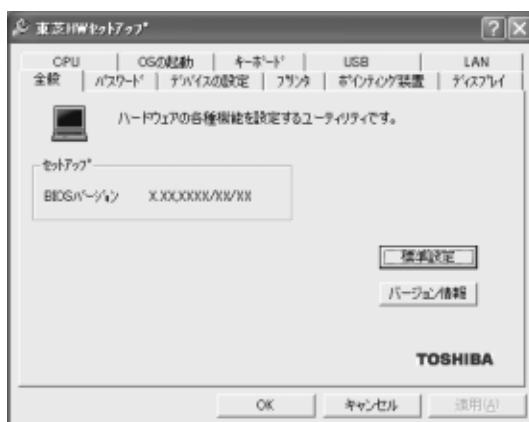 東芝HWセットアップ
CPU OSの起動 キーボード USB LAN
全般 パスワード デバイスの設定 プリンタ ポインティング装置 ディスプレイ
ハードウェアの各種機能を設定するユーティリティです。
セットアップ
BIOSバージョン X.XX,XXXX/XX/XX
標準設定
バージョン情報
TOSHIBA
OK キャンセル 適用(A)